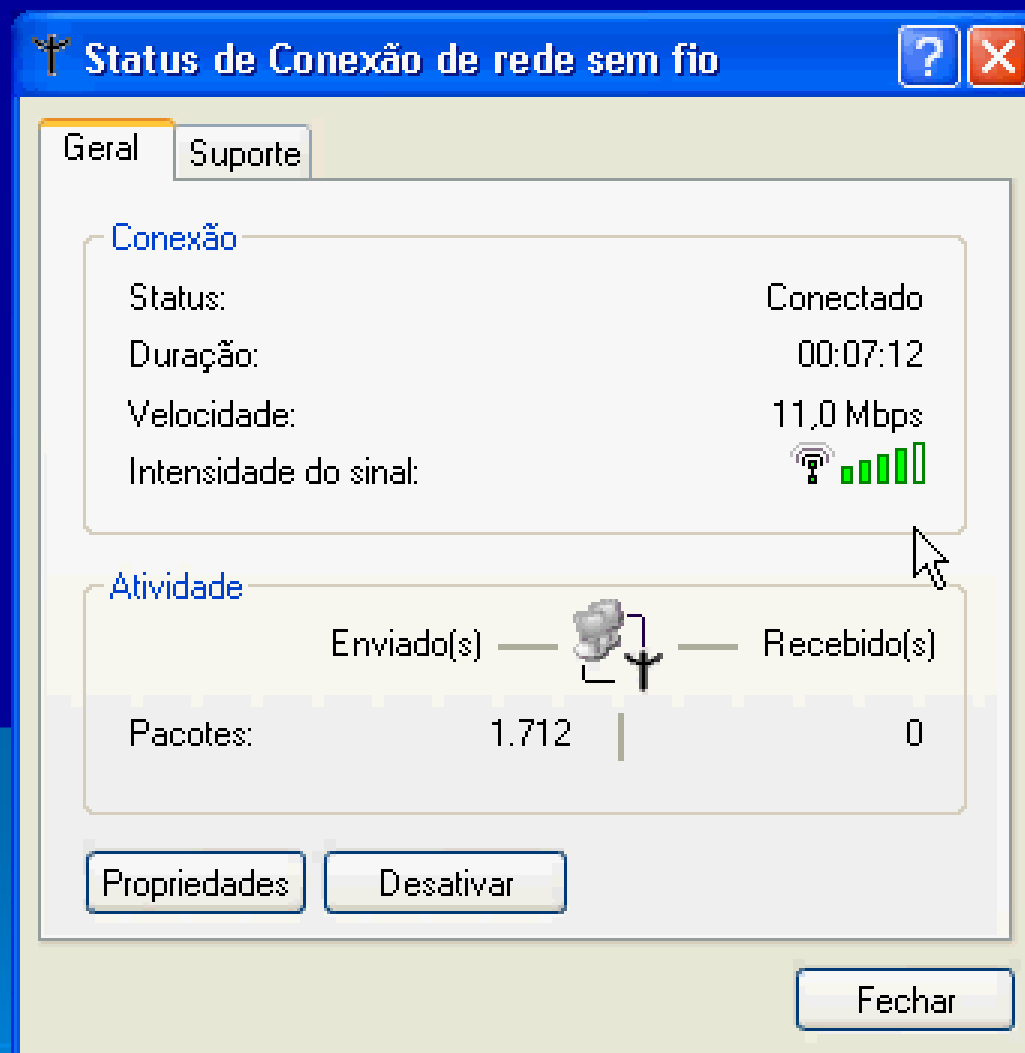 Status de Conexão de rede sem fio
Geral Suporte
Conexão
Status: Conectado
Duração: 00:07:12
Velocidade: 11,0 Mbps
Intensidade do sinal:
Atividade
Enviado(s) Recebido(s)
Pacotes: 1.712 0
Propriedades Desativar
Fechar